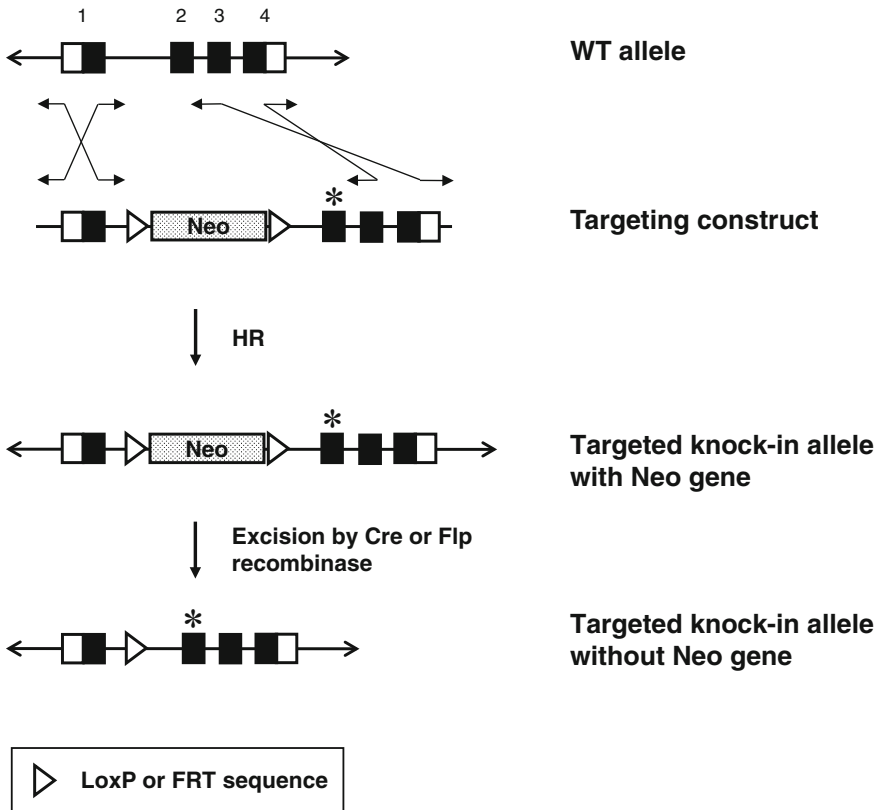 1 2 3 4
WT allele
*
Neo
Targeting construct
HR
*
Neo
Targeted knock-in allele
with Neo gene
Excision by Cre or Flp
recombinase
*
Targeted knock-in allele
without Neo gene
LoxP or FRT sequence